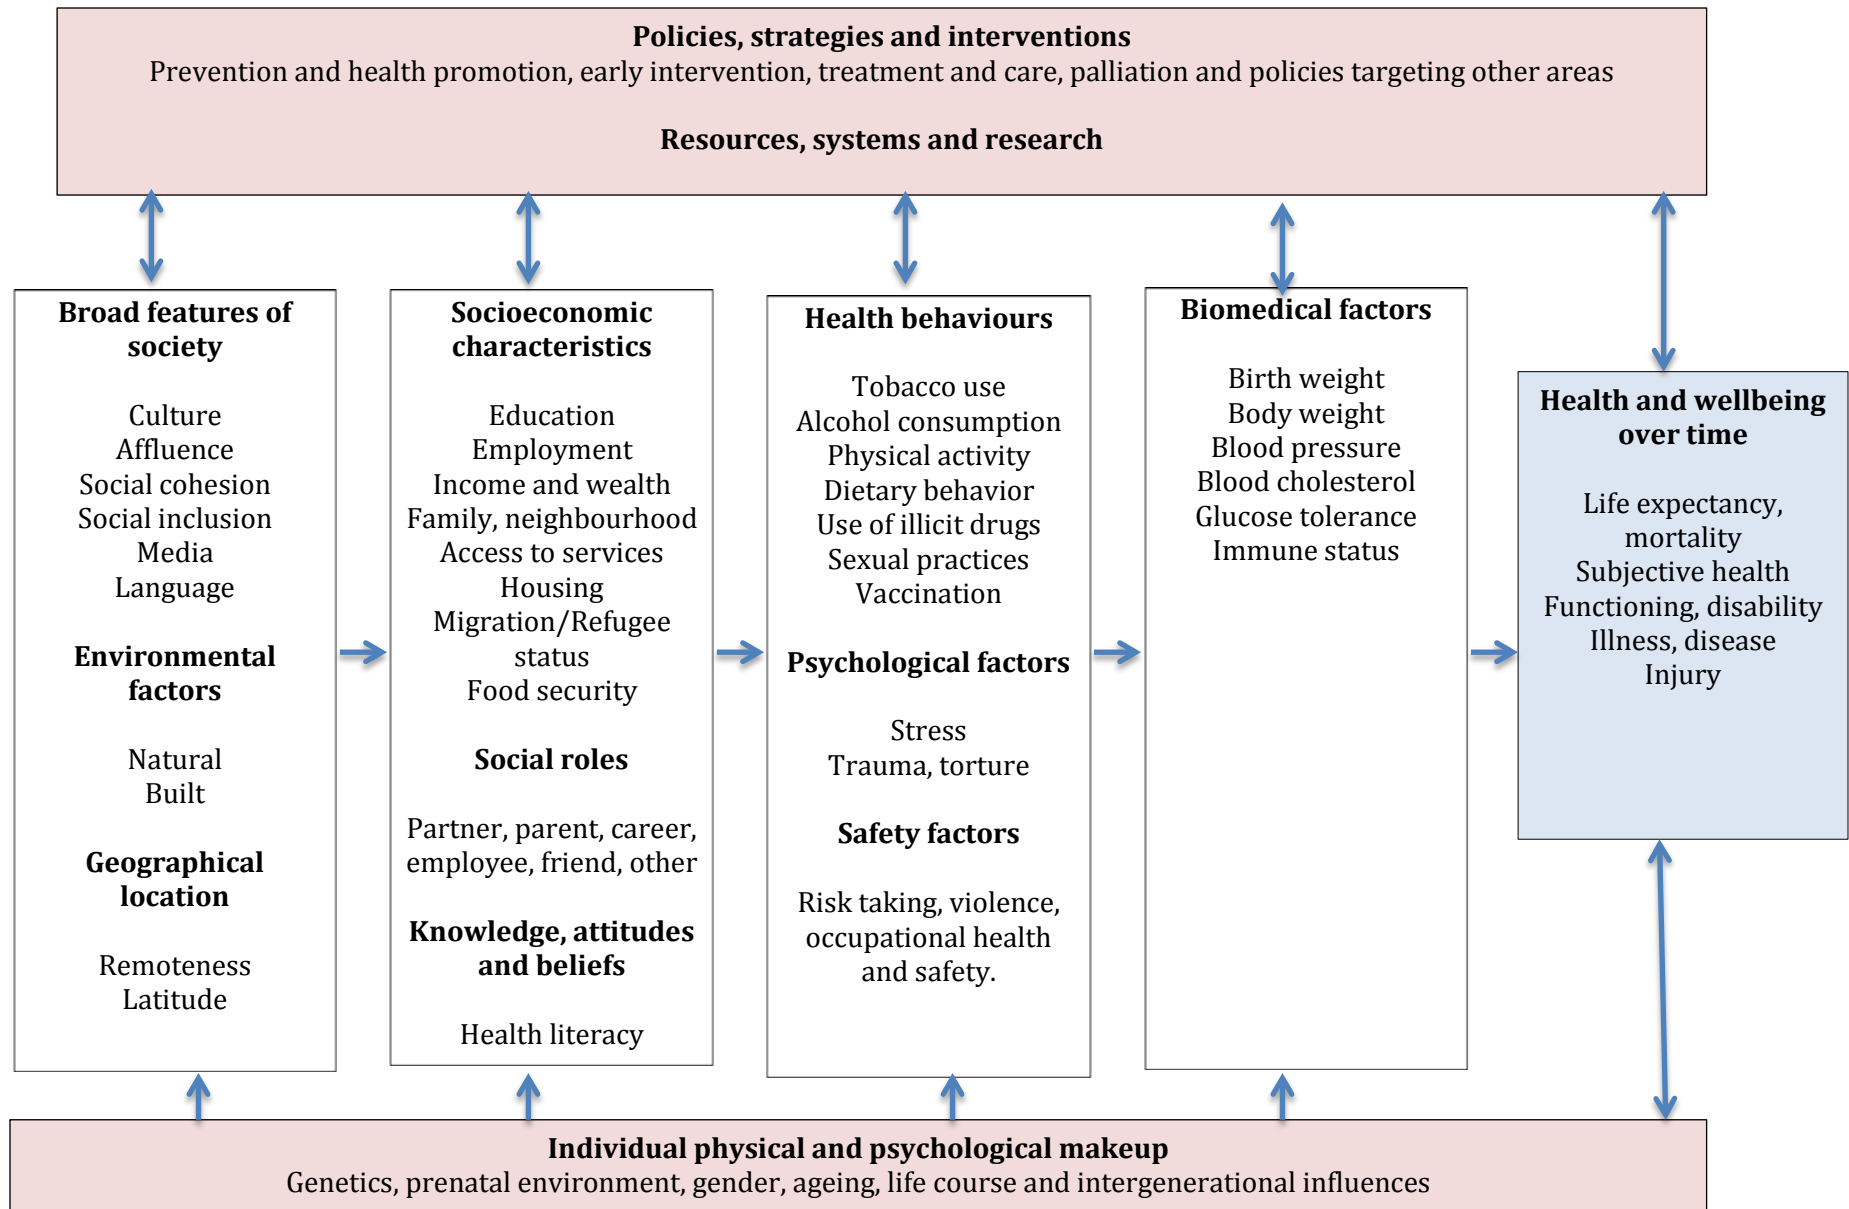 Policies, strategies and interventions
Prevention and health promotion, early intervention, treatment and care, palliation and policies targeting other areas
Resources, systems and research
Broad features of
society
Culture
Affluence
Social cohesion
Social inclusion
Media
Language
Environmental
factors
Natural
Built
Geographical
location
Remoteness
Latitude
Socioeconomic
characteristics
Education
Employment
Income and wealth
Family, neighbourhood
Access to services
Housing
Migration/Refugee
status
Food security
Social roles
Partner, parent, career,
employee, friend, other
Knowledge, attitudes
and beliefs
Health literacy
Health behaviours
Tobacco use
Alcohol consumption
Physical activity
Dietary behavior
Use of illicit drugs
Sexual practices
Vaccination
Psychological factors
Stress
Trauma, torture
Safety factors
Risk taking, violence,
occupational health
and safety.
Biomedical factors
Birth weight
Body weight
Blood pressure
Blood cholesterol
Glucose tolerance
Immune status
Health and wellbeing
over time
Life expectancy,
mortality
Subjective health
Functioning, disability
Illness, disease
Injury
Individual physical and psychological makeup
Genetics, prenatal environment, gender, ageing, life course and intergenerational influences